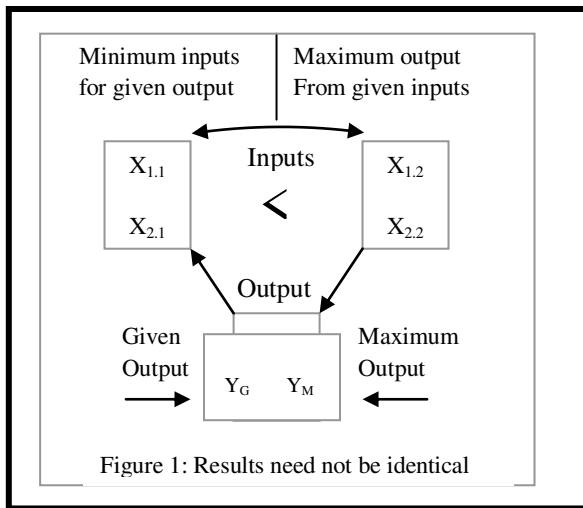 Minimum inputs
for given output
Maximum output
From given inputs
Inputs
<
X1.1
X2.1
X1.2
X2.2
Output
Given
Output
Maximum
Output
YG YM
Figure 1: Results need not be identical